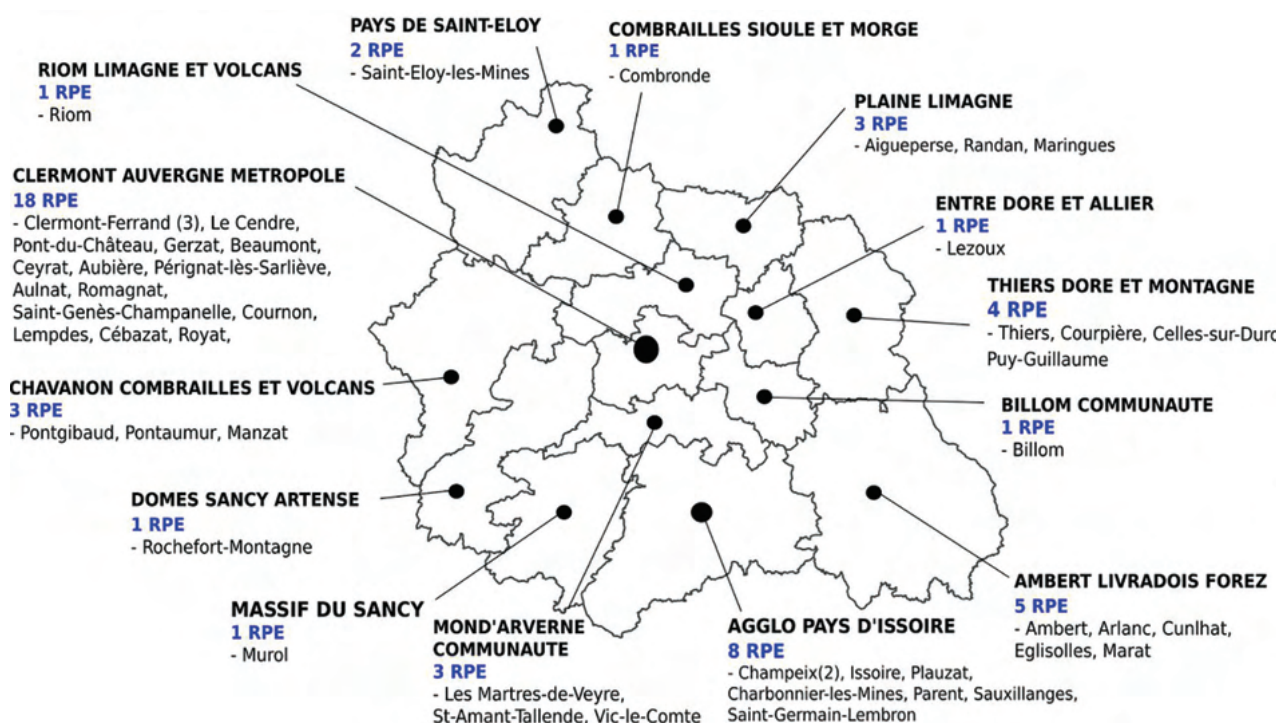 PAYS DE SAINT-ELOY
2 RPE
- Saint-Eloy-les-Mines
COMBRAILLES SIOULE ET MORGE
1 RPE
- Combronde
RIOM LIMAGNE ET VOLCANS
1 RPE
- Riom
PLAINE LIMAGNE
3 RPE
- Aigueperse, Randan, Maringues
CLERMONT AUVERGNE METROPOLE
18 RPE
- Clermont-Ferrand (3), Le Cendre,
Pont-du-Château, Gerzat, Beaumont,
Ceyrat, Aubière, Pérignat-lès-Sarliève,
Aulnat, Romagnat,
Saint-Genès-Champanelle, Cournon,
Lempdes, Cébazat, Royat,
ENTRE DORE ET ALLIER
1 RPE
- Lezoux
THIERS DORE ET MONTAGNE
4 RPE
- Thiers, Courpière, Celles-sur-Duro
Puy-Guillaume
CHAVANON COMBRAILLES ET VOLCANS
3 RPE
- Pontgibaud, Pontaumur, Manzat
BILLOM COMMUNAUTE
1 RPE
- Billom
DOMES SANCY ARTENSE
1 RPE
- Rochefort-Montagne
MASSIF DU SANCY
1 RPE
- Murol
MOND'ARVERNE
COMMUNAUTE
3 RPE
- Les Martres-de-Veyre,
St-Amant-Tallende, Vic-le-Comte
AGGLO PAYS D'ISSOIRE
8 RPE
- Champeix(2), Issoire, Plauzat,
Charbonnier-les-Mines, Parent, Sauxillanges,
Saint-Germain-Lembron
AMBERT LIVRADOIS FOREZ
5 RPE
- Ambert, Arlanc, Cunlhat,
Eglisolles, Marat